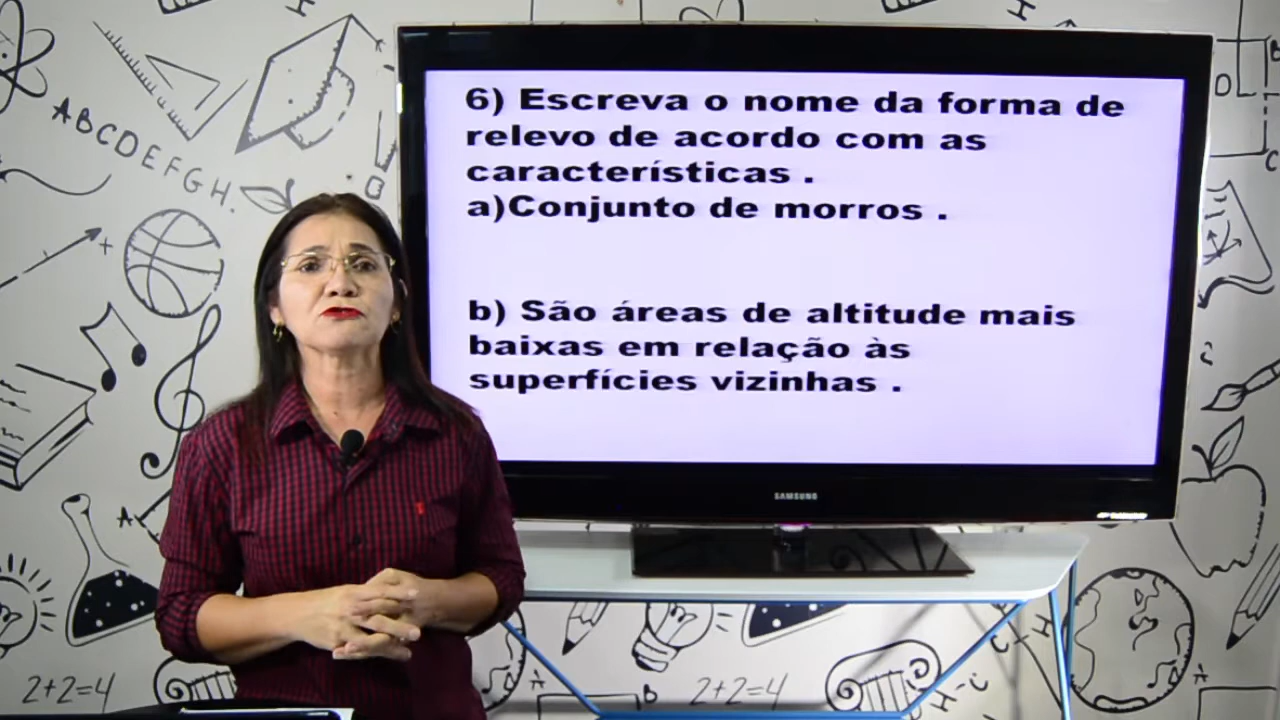 6) Escreva o nome da forma de
relevo de acordo com as
características .
a)Conjunto de morros .
b) São áreas de altitude mais
baixas em relação às
superfícies vizinhas .
SAMSUNG
ABCDEFGH.
2+2=4
2+2=4